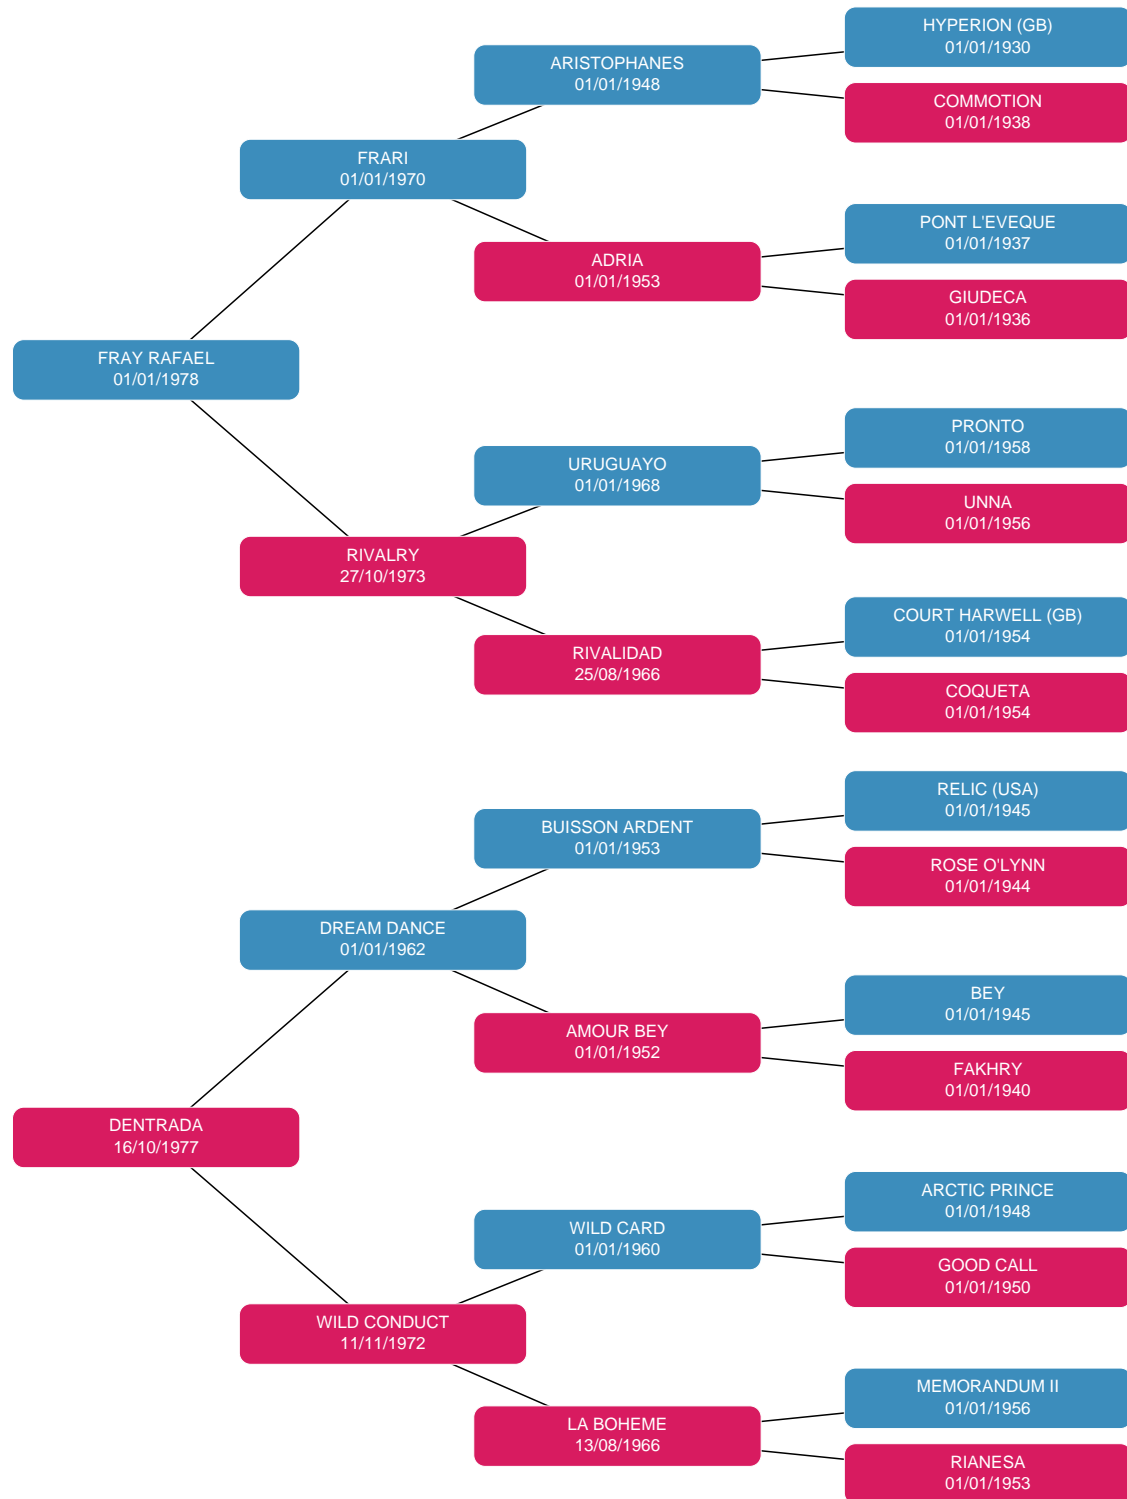 HYPERION (GB)
01/01/1930
ARISTOPHANES
01/01/1948
COMMOTION
01/01/1938
FRARI
01/01/1970
PONT L'EVEQUE
01/01/1937
ADRIA
01/01/1953
GIUDECA
01/01/1936
FRAY RAFAEL
01/01/1978
PRONTO
01/01/1958
URUGUAYO
01/01/1968
UNNA
01/01/1956
RIVALRY
27/10/1973
COURT HARWELL (GB)
01/01/1954
RIVALIDAD
25/08/1966
COQUETA
01/01/1954
RELIC (USA)
01/01/1945
BUISSON ARDENT
01/01/1953
ROSE O'LYNN
01/01/1944
DREAM DANCE
01/01/1962
BEY
01/01/1945
AMOUR BEY
01/01/1952
FAKHRY
01/01/1940
DENTRADA
16/10/1977
ARCTIC PRINCE
01/01/1948
WILD CARD
01/01/1960
GOOD CALL
01/01/1950
WILD CONDUCT
11/11/1972
MEMORANDUM II
01/01/1956
LA BOHEME
13/08/1966
RIANESA
01/01/1953